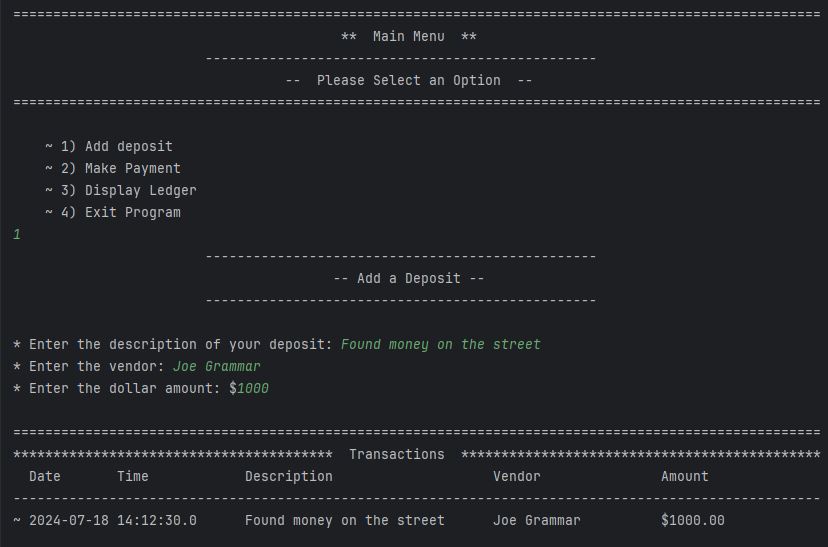 =====================================================================================================
** Main Menu **
-------------------------------------------------
-- Please Select an Option --
=====================================================================================================
~ 1) Add deposit
~ 2) Make Payment
~ 3) Display Ledger
~ 4) Exit Program
1
-------------------------------------------------
-- Add a Deposit --
-------------------------------------------------
* Enter the description of your deposit: Found money on the street
* Enter the vendor: Joe Grammar
* Enter the dollar amount: $1000
=====================================================================================================
**************************************** Transactions *********************************************
Date Time Description Vendor Amount
-----------------------------------------------------------------------------------------------------
~ 2024-07-18 14:12:30.0 Found money on the street Joe Grammar $1000.00